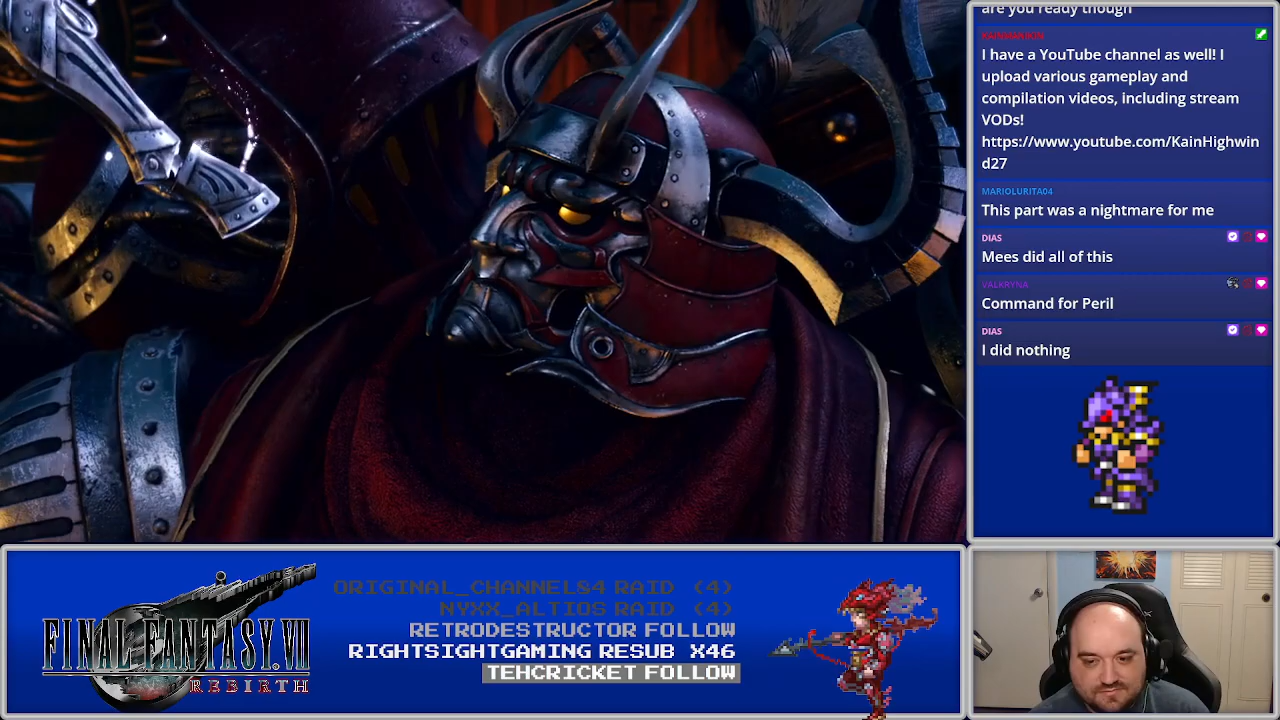 are you ready though
KAINMANIKIN
I have a YouTube channel as well! I
upload various gameplay and
compilation videos, including stream
VODs!
https://www.youtube.com/KainHighwin
d27
MARIOLURITA04
This part was a nightmare for me
DIAS
Mees did all of this
VALKRYNA
Command for Peril
DIAS
I did nothing
FINAL FANTASY VII
REBIRTH
ORIGINAL_CHANNEL84 RAID (4)
NYXX_ALTIOS RAID (4)
RETRODESTRUCTOR FOLLOW
RIGHTSIGHTGAMING RESUB X46
TEHCRICKET FOLLOW